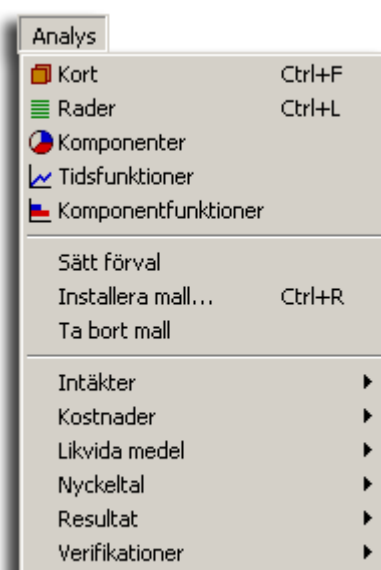 Analys
Kort Ctrl+F
Rader Ctrl+L
Komponenter
Tidsfunktioner
Komponentfunktioner
Sätt förval
Installera mall... Ctrl+R
Ta bort mall
Intäkter
Kostnader
Likvida medel
Nyckeltal
Resultat
Verifikationer